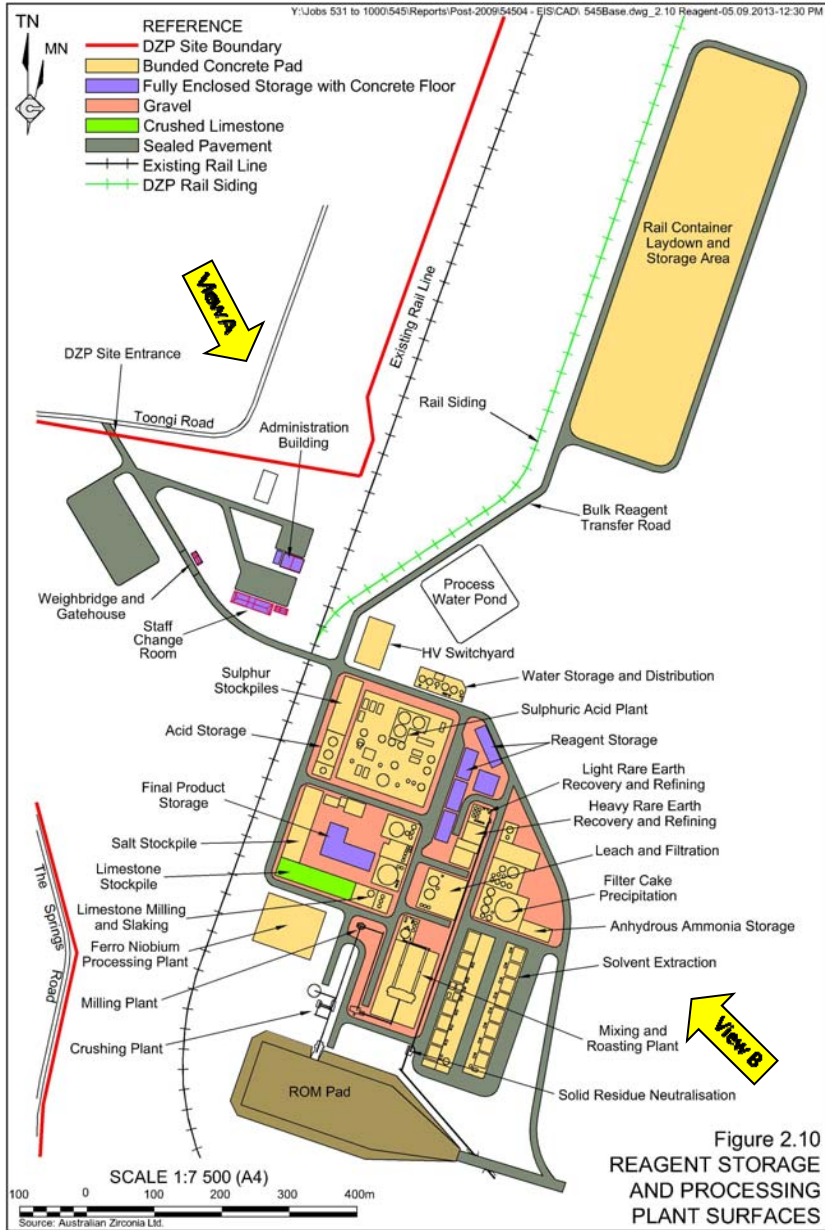 Y:\Jobs 531 to 1000\545\Reports\Post-2009\54504 - EIS\CAD\ 545Base.dwg_2.10 Reagent-05.09.2013-12:30 PM
TN
MN
REFERENCE
DZP Site Boundary
Bunded Concrete Pad
Fully Enclosed Storage with Concrete Floor
Gravel
Crushed Limestone
Sealed Pavement
Existing Rail Line
DZP Rail Siding
Rail Container
Laydown and
Storage Area
View A
Existing Rail Line
DZP Site Entrance
Toongi Road
Administration
Building
Rail Siding
Bulk Reagent
Transfer Road
Process
Water Pond
Weighbridge and
Gatehouse
Staff
Change
Room
HV Switchyard
Sulphur
Stockpiles
Water Storage and Distribution
Acid Storage
Sulphuric Acid Plant
Reagent Storage
Light Rare Earth
Recovery and Refining
Final Product
Storage
Heavy Rare Earth
Recovery and Refining
Salt Stockpile
Leach and Filtration
Limestone
Stockpile
Filter Cake
Precipitation
Limestone Milling
and Slaking
Anhydrous Ammonia Storage
Ferro Niobium
Processing Plant
Solvent Extraction
The Springs
Road
Milling Plant
Mixing and
Roasting Plant
View B
Crushing Plant
ROM Pad
Solid Residue Neutralisation
Figure 2.10
REAGENT STORAGE
AND PROCESSING
PLANT SURFACES
SCALE 1:7 500 (A4)
100 0 100 200 300 400m
Source: Australian Zirconia Ltd.